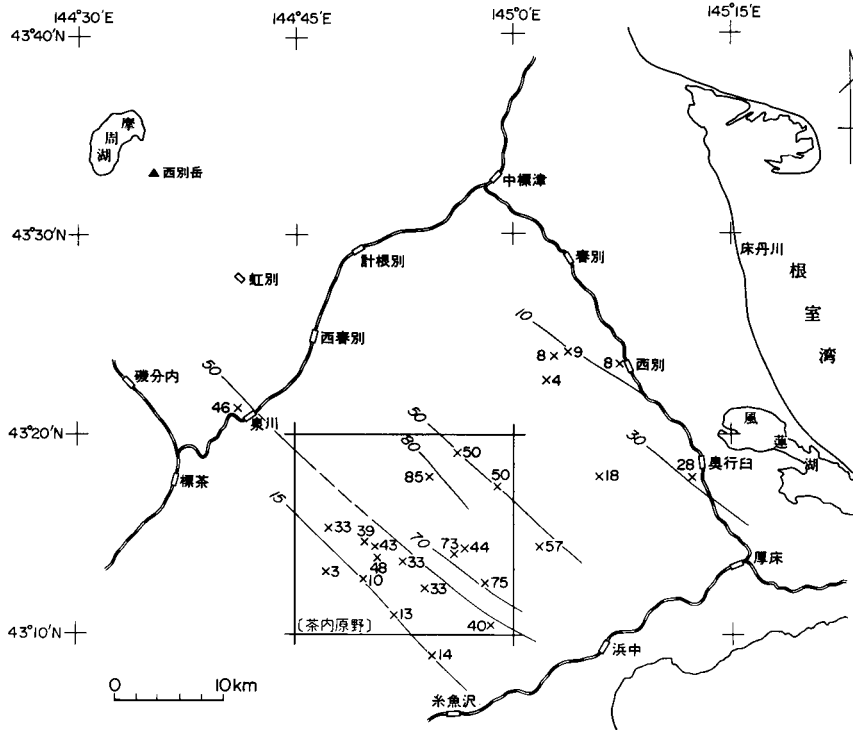 144°30′E
144°45′E
145°0′E
145°15′E
43°40′N
摩
周
湖
西別岳
中標津
43°30′N
床丹川
計根別
春別
根
室
湾
虹別
西春別
10
8
9
8
西別
4
磯分内
50
46
泉川
43°20′N
50
80
50
30
風
蓮
湖
85
50
18
28
奥行臼
標茶
15
33
39
43
70
73
44
57
48
33
3
10
33
75
厚床
13
40
43°10′N
[茶内原野]
浜中
14
0
10km
糸魚沢